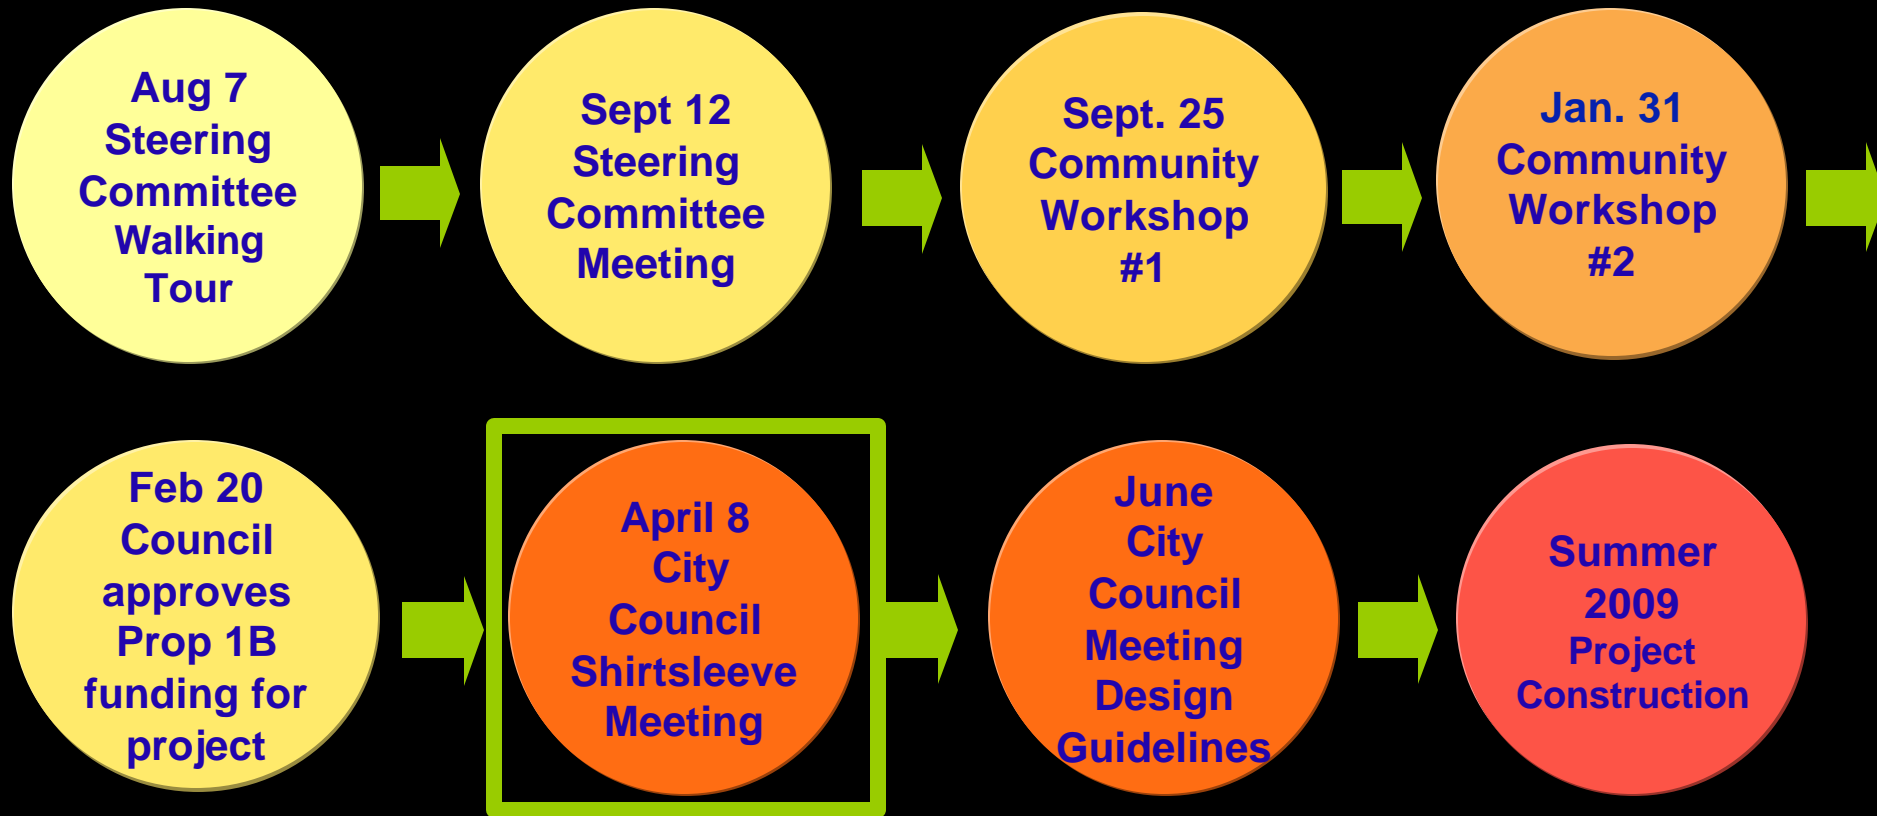 Aug 7
Steering
Committee
Walking
Tour
Sept 12
Steering
Committee
Meeting
Sept. 25
Community
Workshop
#1
Jan. 31
Community
Workshop
#2
Feb 20
Council
approves
Prop 1B
funding for
project
April 8
City
Council
Shirtsleeve
Meeting
June
City
Council
Meeting
Design
Guidelines
Summer
2009
Project
Construction